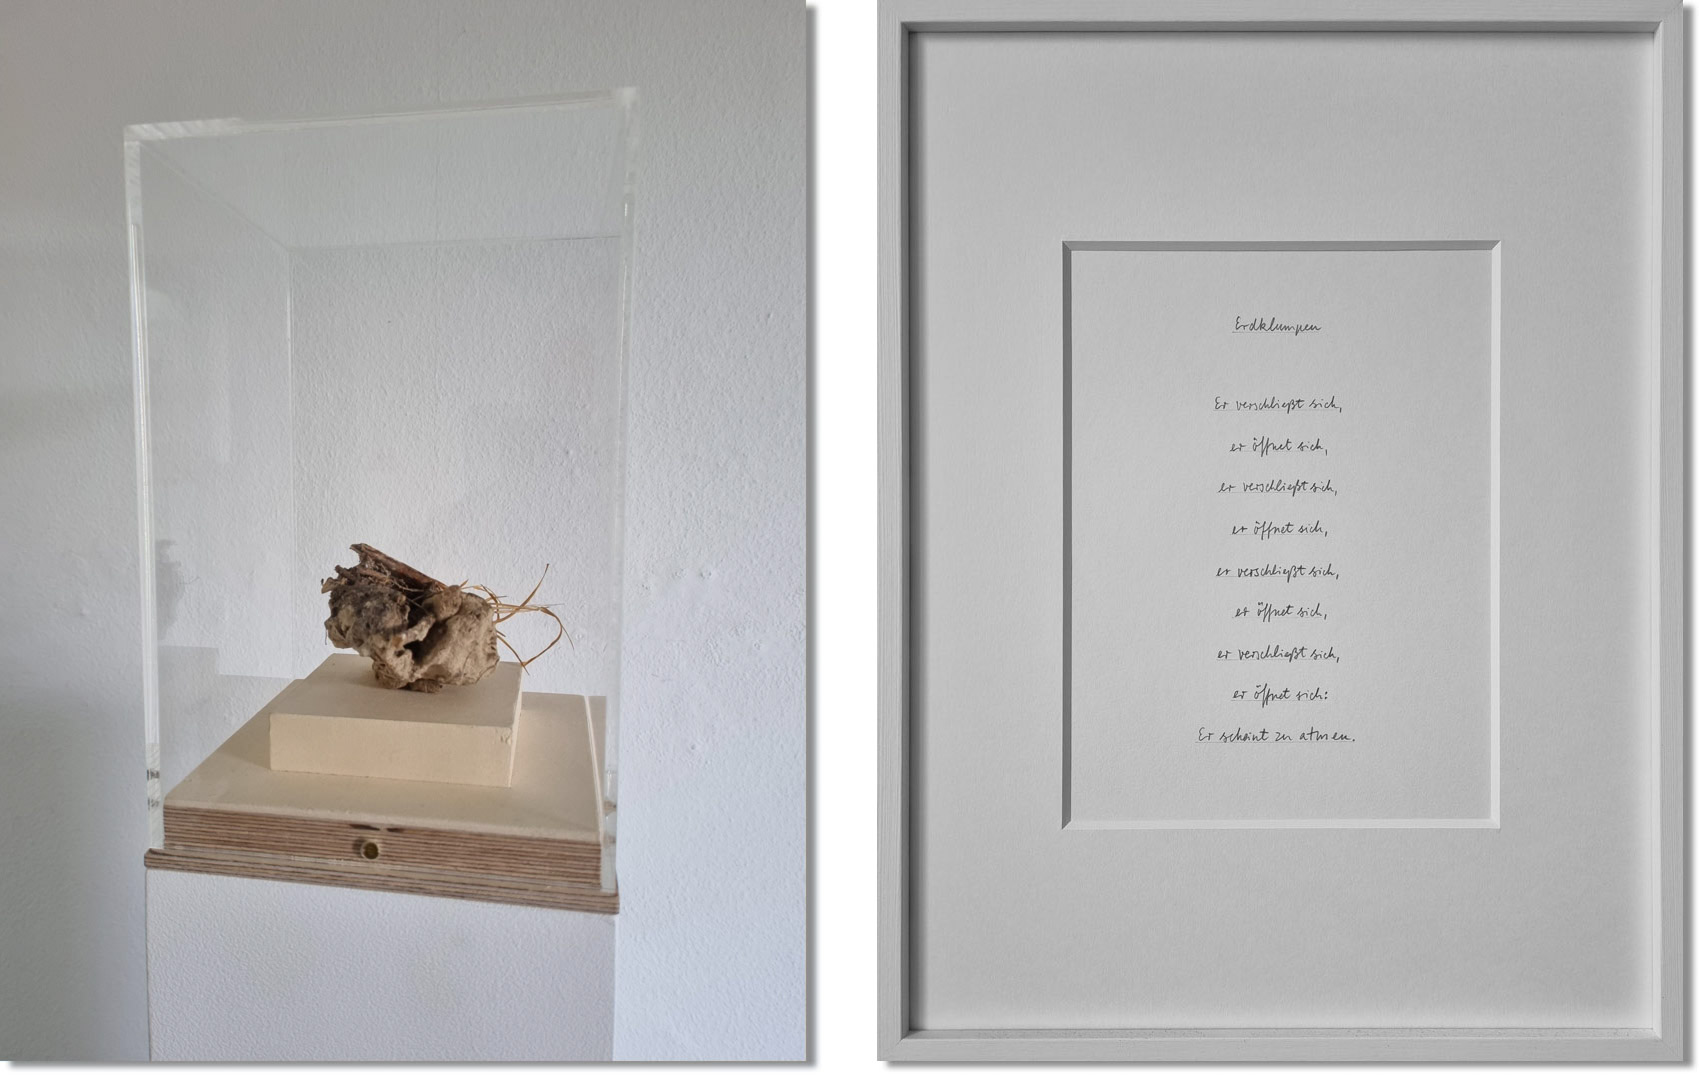 Erdklumpen
Er verschließt sich,
er öffnet sich,
er verschließt sich,
er öffnet sich,
er verschließt sich,
er öffnet sich,
er verschließt sich,
er öffnet sich:
Er scheint zu atmen.